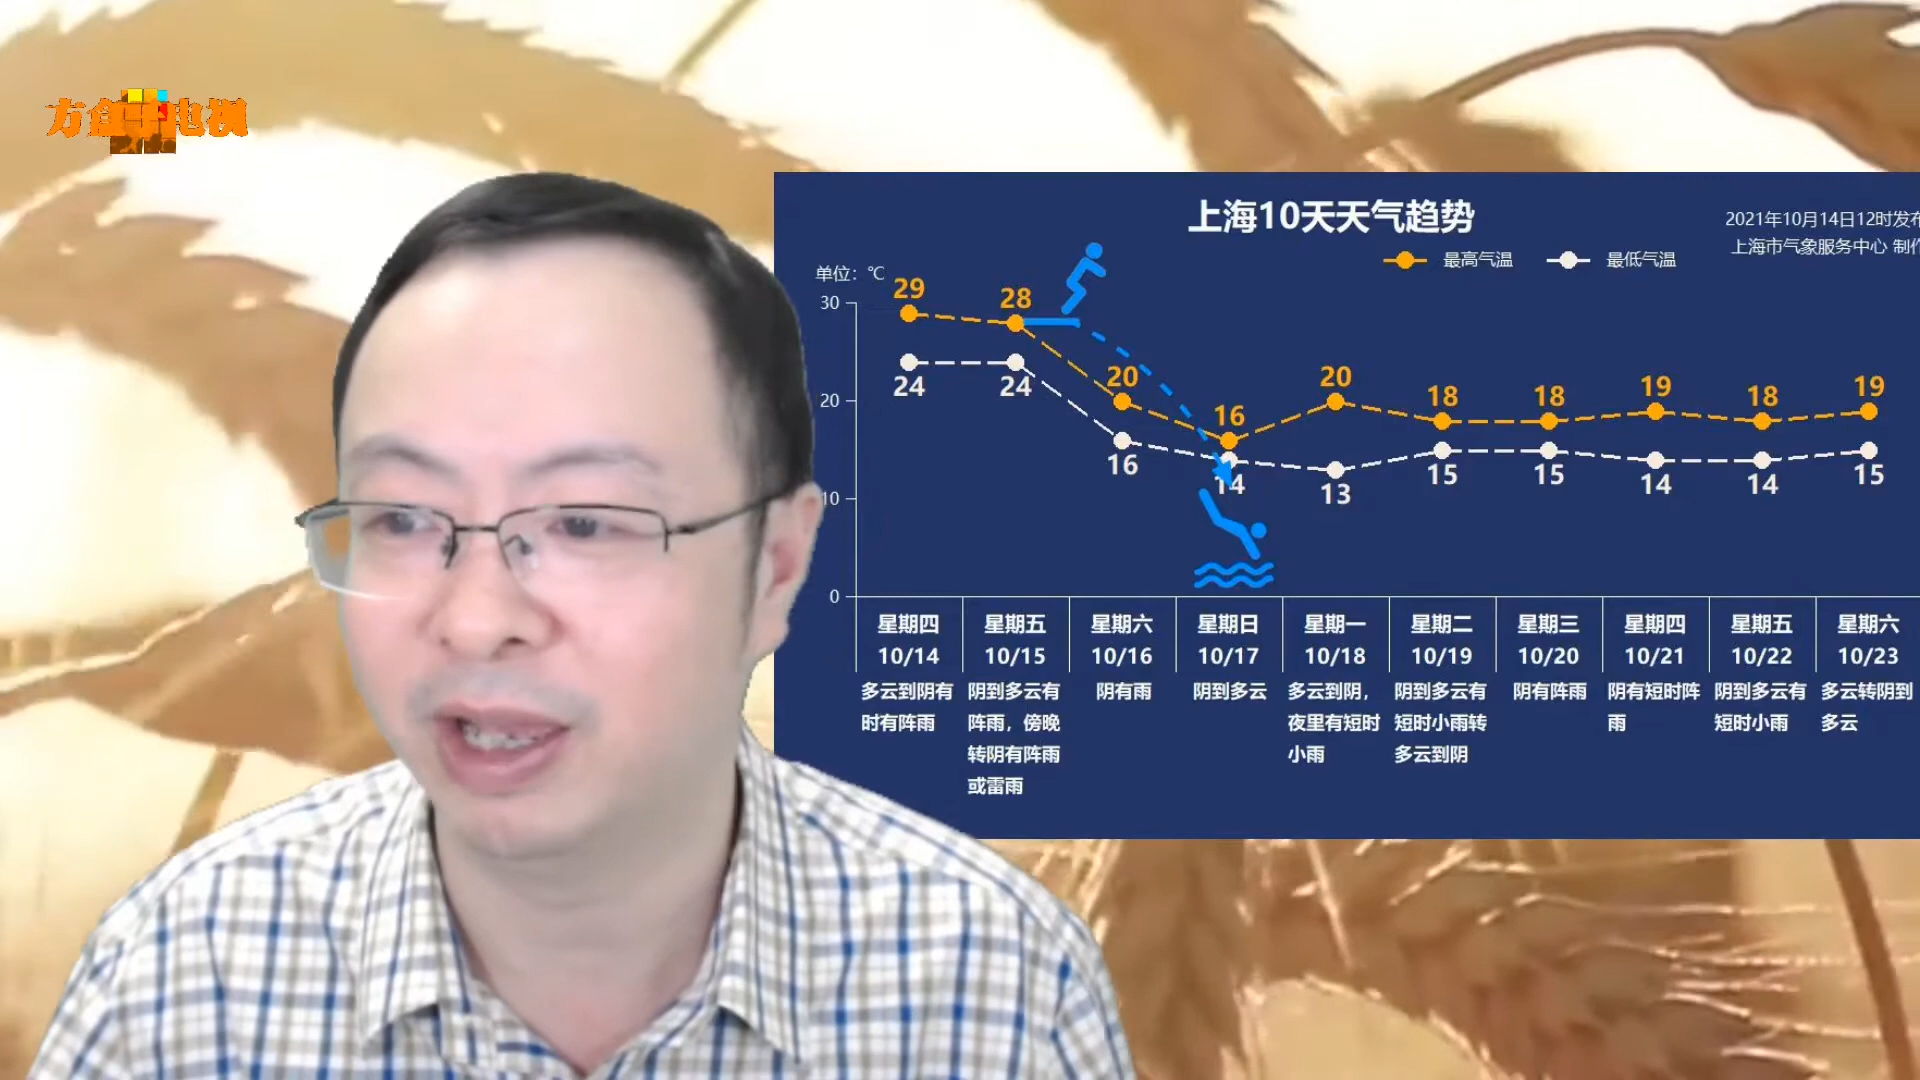 上海10天天气趋势
2021年10月14日12时发布
上海市气象服务中心 制作
最高气温 最低气温
单位：℃
30
20
10
0
29 28 20 16 20 18 18 19 18 19
24 24 16 14 13 15 15 14 14 15
星期四 星期五 星期六 星期日 星期一 星期二 星期三 星期四 星期五 星期六
10/14 10/15 10/16 10/17 10/18 10/19 10/20 10/21 10/22 10/23
多云到阴有时有阵雨
阴到多云有阵雨，傍晚转阴有阵雨或雷雨
阴有雨
阴到多云
多云到阴，夜里有短时小雨
阴到多云有短时小雨转多云到阴
阴有阵雨
阴有短时阵雨
阴到多云有短时小雨
多云转阴到多云